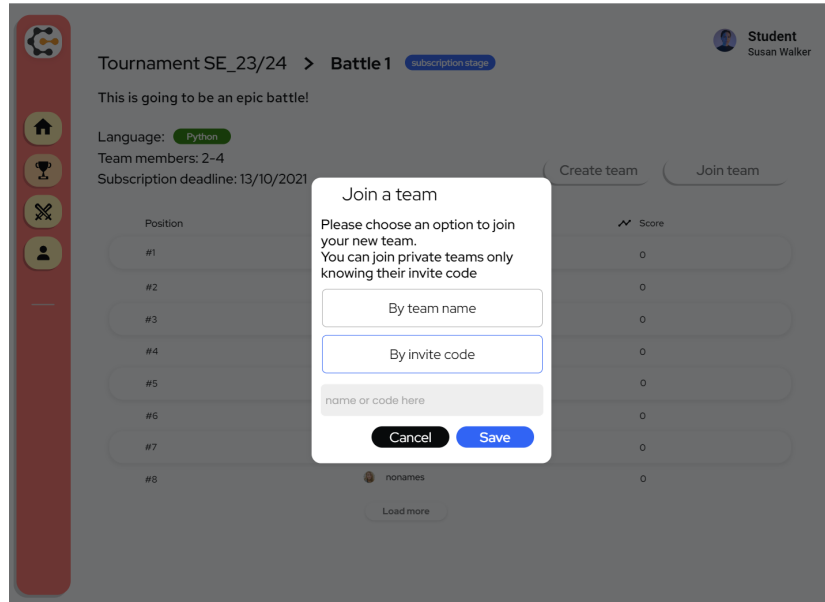 Student
Susan Walker
Tournament SE_23/24 > Battle 1 subscription stage
This is going to be an epic battle!
Language: Python
Team members: 2-4
Subscription deadline: 13/10/2021
Create team Join team
Join a team
Please choose an option to join
your new team.
You can join private teams only
knowing their invite code
By team name
By invite code
name or code here
Cancel Save
Position Score
#1 0
#2 0
#3 0
#4 0
#5 0
#6 0
#7 0
#8 nonames 0
Load more